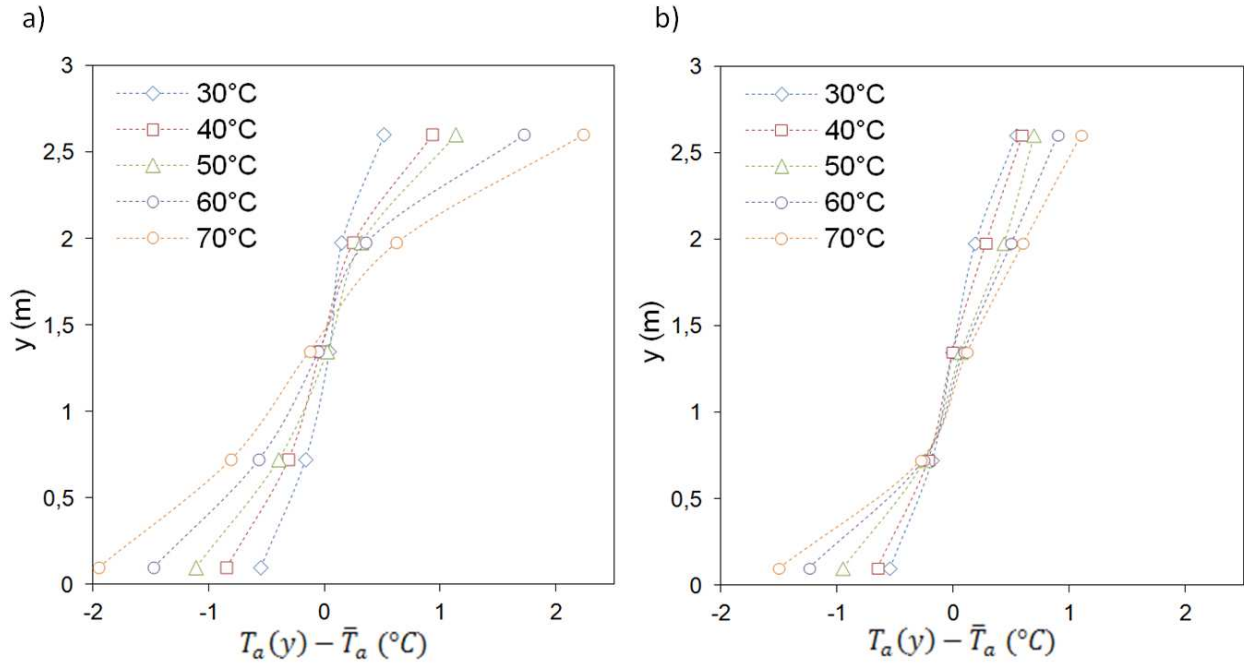 a)
3
2,5
2
1,5
1
0,5
0
y (m)
30°C
40°C
50°C
60°C
70°C
-2 -1 0 1 2
T_a(y) − T̄_a (°C)
b)
3
2,5
2
1,5
1
0,5
0
y (m)
30°C
40°C
50°C
60°C
70°C
-2 -1 0 1 2
T_a(y) − T̄_a (°C)